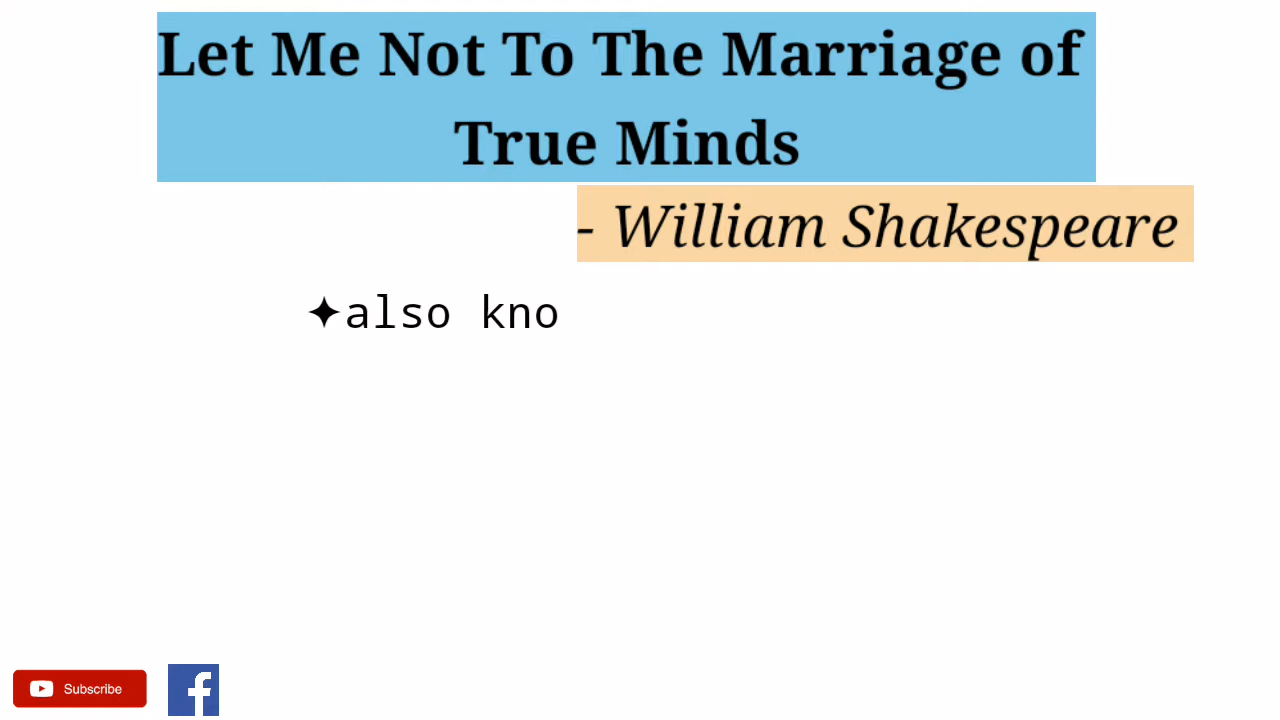 Let Me Not To The Marriage of
True Minds
- William Shakespeare
✦also kno
Subscribe